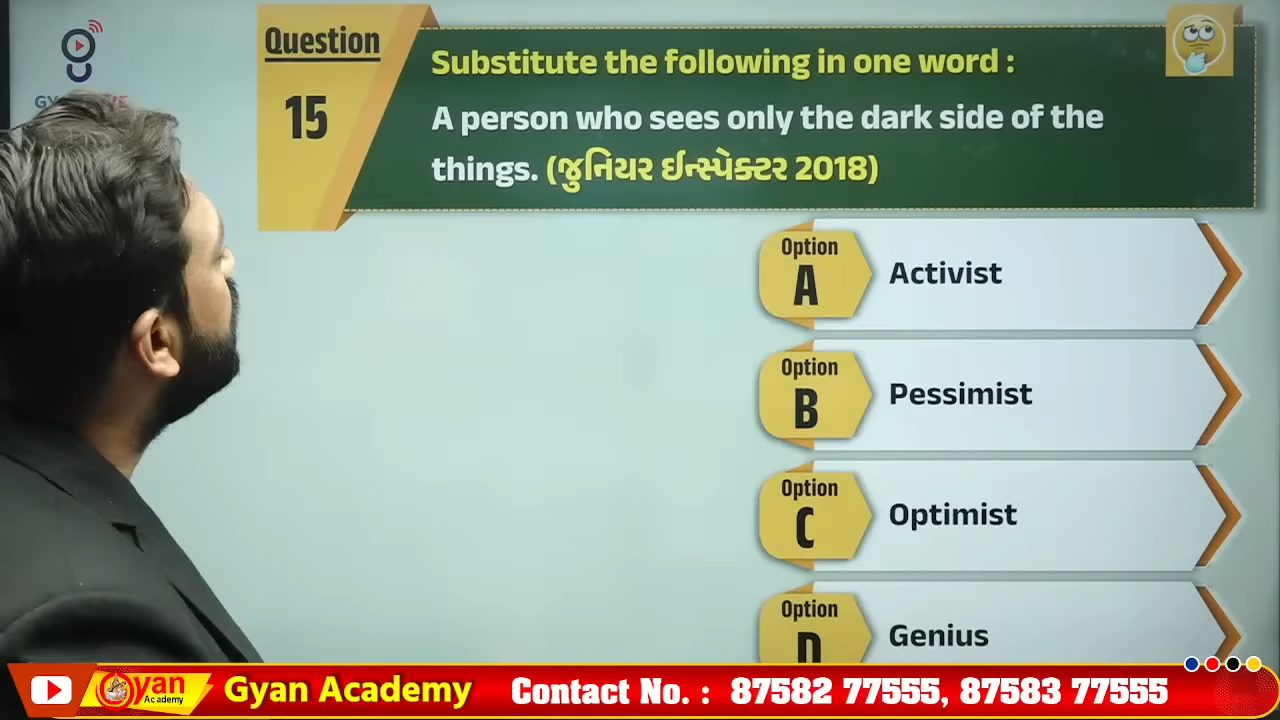 Question
15
Substitute the following in one word :
A person who sees only the dark side of the
things. (જુનિયર ઈન્સ્પેક્ટર 2018)
Option
A
Activist
Option
B
Pessimist
Option
C
Optimist
Option
D
Genius
Gyan
Academy
Gyan Academy
Contact No. : 87582 77555, 87583 77555